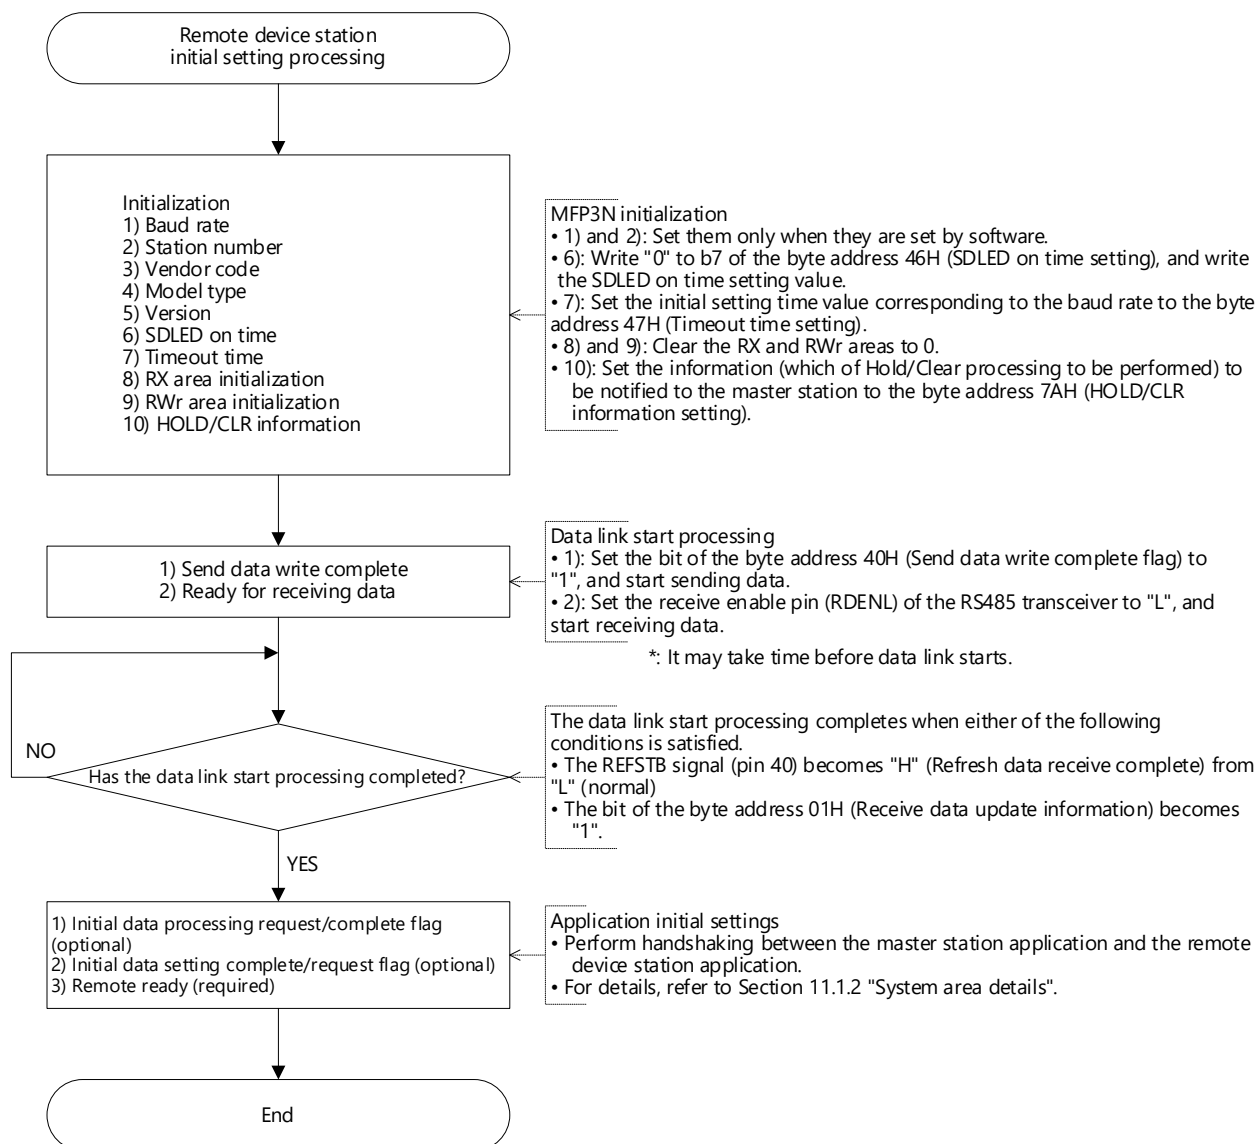 Remote device station
initial setting processing
Initialization
1) Baud rate
2) Station number
3) Vendor code
4) Model type
5) Version
6) SDLED on time
7) Timeout time
8) RX area initialization
9) RWr area initialization
10) HOLD/CLR information
MFP3N initialization
• 1) and 2): Set them only when they are set by software.
• 6): Write "0" to b7 of the byte address 46H (SDLED on time setting), and write
the SDLED on time setting value.
• 7): Set the initial setting time value corresponding to the baud rate to the byte
address 47H (Timeout time setting).
• 8) and 9): Clear the RX and RWr areas to 0.
• 10): Set the information (which of Hold/Clear processing to be performed) to
be notified to the master station to the byte address 7AH (HOLD/CLR
information setting).
1) Send data write complete
2) Ready for receiving data
Data link start processing
• 1): Set the bit of the byte address 40H (Send data write complete flag) to
"1", and start sending data.
• 2): Set the receive enable pin (RDENL) of the RS485 transceiver to "L", and
start receiving data.
*: It may take time before data link starts.
NO
Has the data link start processing completed?
The data link start processing completes when either of the following
conditions is satisfied.
• The REFSTB signal (pin 40) becomes "H" (Refresh data receive complete) from
"L" (normal)
• The bit of the byte address 01H (Receive data update information) becomes
"1".
YES
1) Initial data processing request/complete flag
(optional)
2) Initial data setting complete/request flag (optional)
3) Remote ready (required)
Application initial settings
• Perform handshaking between the master station application and the remote
device station application.
• For details, refer to Section 11.1.2 "System area details".
End